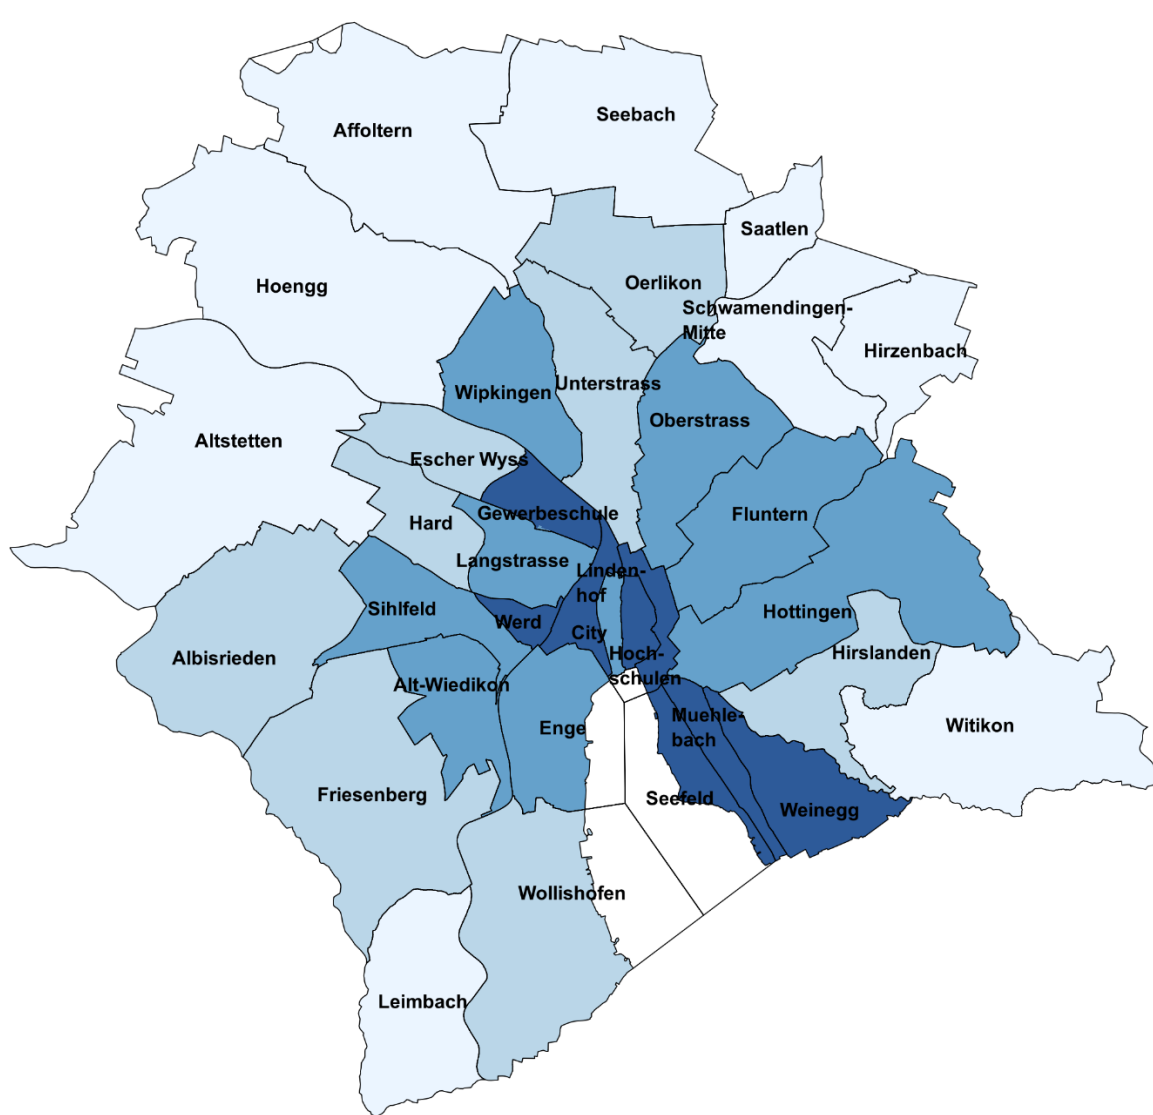 Seebach
Affoltern
Saatlen
Oerlikon
Hoengg
Schwamendingen-
Mitte
Hirzenbach
Unterstrass
Wipkingen
Oberstrass
Altstetten
Escher Wyss
Gewerbeschule
Fluntern
Hard
Langstrasse
Linden-
hof
Sihlfeld
Hottingen
Werd
City
Hoch-
schulen
Hirslanden
Albisrieden
Alt-Wiedikon
Muehle-
bach
Enge
Witikon
Friesenberg
Seefeld
Weinegg
Wollishofen
Leimbach